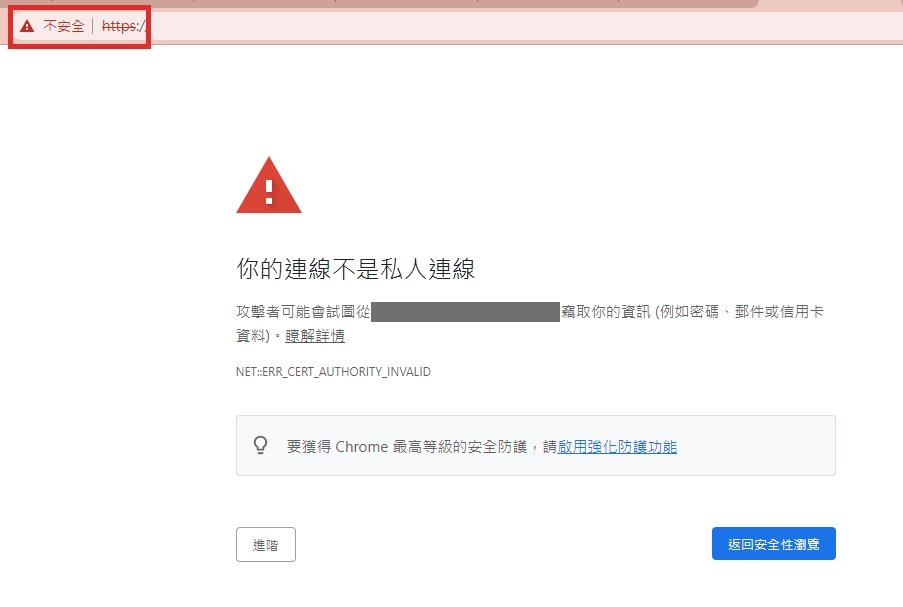 不安全 | https://
你的連線不是私人連線
攻擊者可能會試圖從 竊取你的資訊 (例如密碼、郵件或信用卡
資料)。瞭解詳情
NET::ERR_CERT_AUTHORITY_INVALID
要獲得 Chrome 最高等級的安全防護，請啟用強化防護功能
進階
返回安全性瀏覽